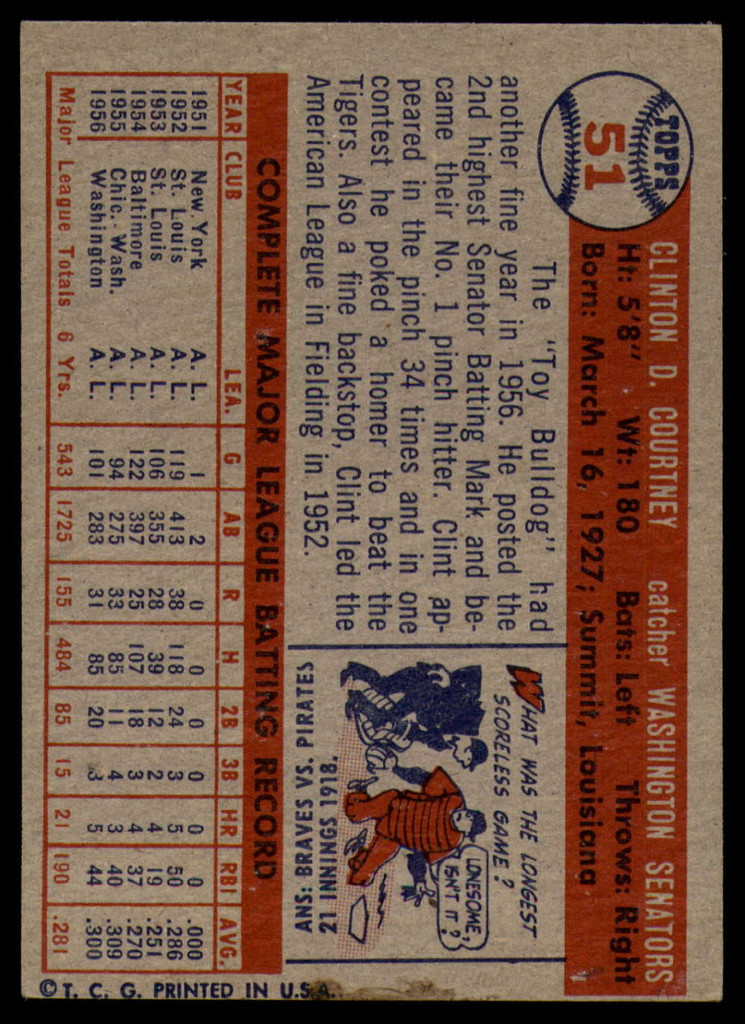 TOPPS
51
CLINTON D. COURTNEY catcher WASHINGTON SENATORS
Ht: 5'8" Wt: 180 Bats: Left Throws: Right
Born: March 16, 1927; Summit, Louisiana
The "Toy Bulldog" had
another fine year in 1956. He posted the
2nd highest Senator Batting Mark and be-
came their No. 1 pinch hitter. Clint ap-
peared in the pinch 34 times and in one
contest he poked a homer to beat the
Tigers. Also a fine backstop, Clint led the
American League in Fielding in 1952.
WHAT WAS THE LONGEST
SCORELESS GAME?
LONESOME,
ISN'T IT?
ANS: BRAVES VS. PIRATES
21 INNINGS 1918.
COMPLETE MAJOR LEAGUE BATTING RECORD
YEAR CLUB LEA. G AB R H 2B 3B HR RBI AVG.
1951 New York A. L. 1 2 0 0 0 0 0 0 .000
1952 St. Louis A. L. 119 413 38 118 24 3 5 50 .286
1953 St. Louis A. L. 106 355 28 39 12 2 4 19 .251
1954 Baltimore A. L. 122 397 25 107 18 3 4 37 .270
1955 Chic.-Wash. A. L. 94 275 33 85 11 4 3 40 .309
1956 Washington A. L. 101 283 31 85 20 3 5 44 .300
Major League Totals 6 Yrs. 543 1725 155 484 85 15 21 190 .281
© T. C. G. PRINTED IN U.S.A.